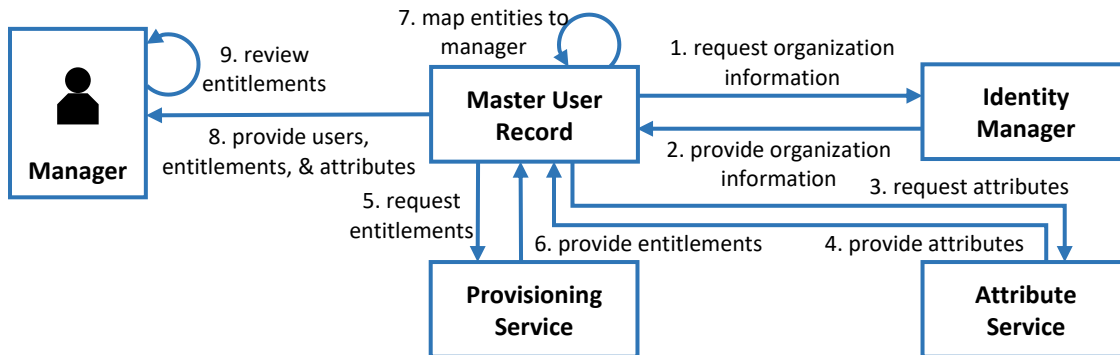 7. map entities to
manager
1. request organization
information
9. review
entitlements
Master User
Record
Identity
Manager
Manager
8. provide users,
entitlements, & attributes
2. provide organization
information
3. request attributes
5. request
entitlements
6. provide entitlements
4. provide attributes
Provisioning
Service
Attribute
Service